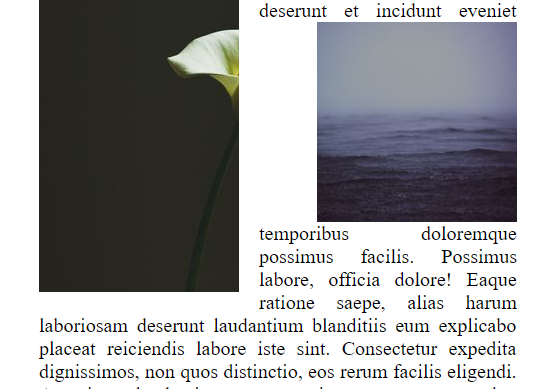 deserunt et incidunt eveniet
temporibus doloremque
possimus facilis. Possimus
labore, officia dolore! Eaque
ratione saepe, alias harum
laboriosam deserunt laudantium blanditiis eum explicabo
placeat reiciendis labore iste sint. Consectetur expedita
dignissimos, non quos distinctio, eos rerum facilis eligendi.